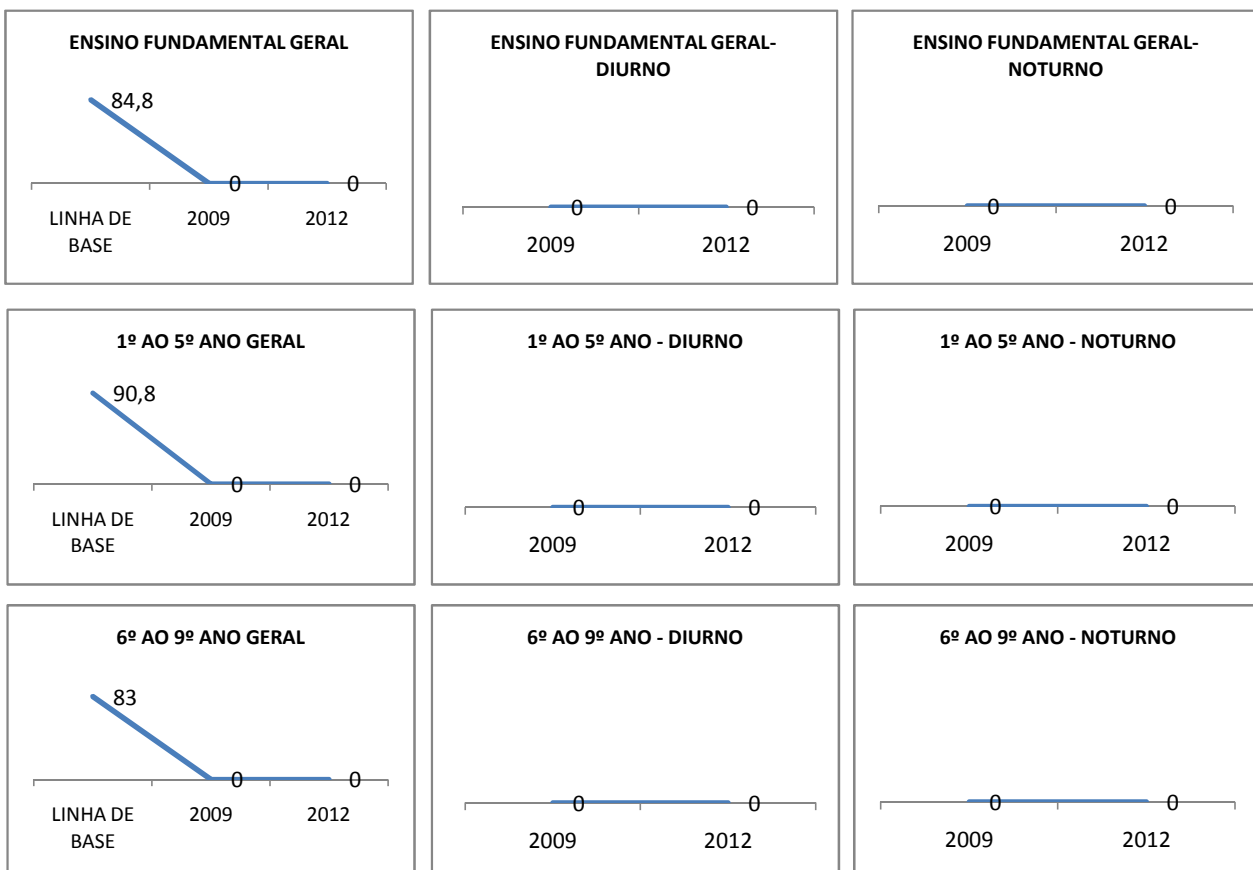 ENSINO FUNDAMENTAL GERAL
84,8
0
0
LINHA DE
BASE
2009
2012
ENSINO FUNDAMENTAL GERAL-
DIURNO
0
0
2009
2012
ENSINO FUNDAMENTAL GERAL-
NOTURNO
0
0
2009
2012
1º AO 5º ANO GERAL
90,8
0
0
LINHA DE
BASE
2009
2012
1º AO 5º ANO - DIURNO
0
0
2009
2012
1º AO 5º ANO - NOTURNO
0
0
2009
2012
6º AO 9º ANO GERAL
83
0
0
LINHA DE
BASE
2009
2012
6º AO 9º ANO - DIURNO
0
0
2009
2012
6º AO 9º ANO - NOTURNO
0
0
2009
2012